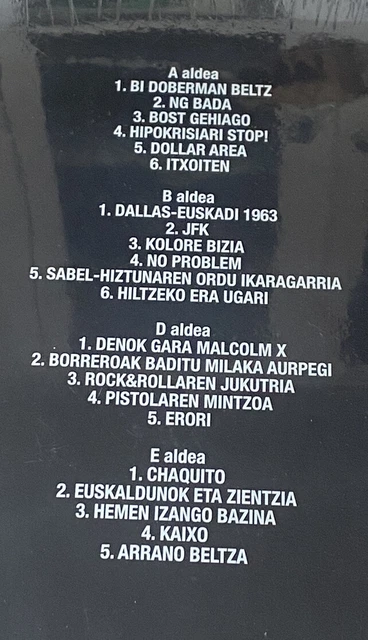 A aldea
1. BI DOBERMAN BELTZ
2. NG BADA
3. BOST GEHIAGO
4. HIPOKRISIARI STOP!
5. DOLLAR AREA
6. ITXOITEN
B aldea
1. DALLAS-EUSKADI 1963
2. JFK
3. KOLORE BIZIA
4. NO PROBLEM
5. SABEL-HIZTUNAREN ORDU IKARAGARRIA
6. HILTZEKO ERA UGARI
D aldea
1. DENOK GARA MALCOLM X
2. BORREROAK BADITU MILAKA AURPEGI
3. ROCK&ROLLAREN JUKUTRIA
4. PISTOLAREN MINTZOA
5. ERORI
E aldea
1. CHAQUITO
2. EUSKALDUNOK ETA ZIENTZIA
3. HEMEN IZANGO BAZINA
4. KAIXO
5. ARRANO BELTZA